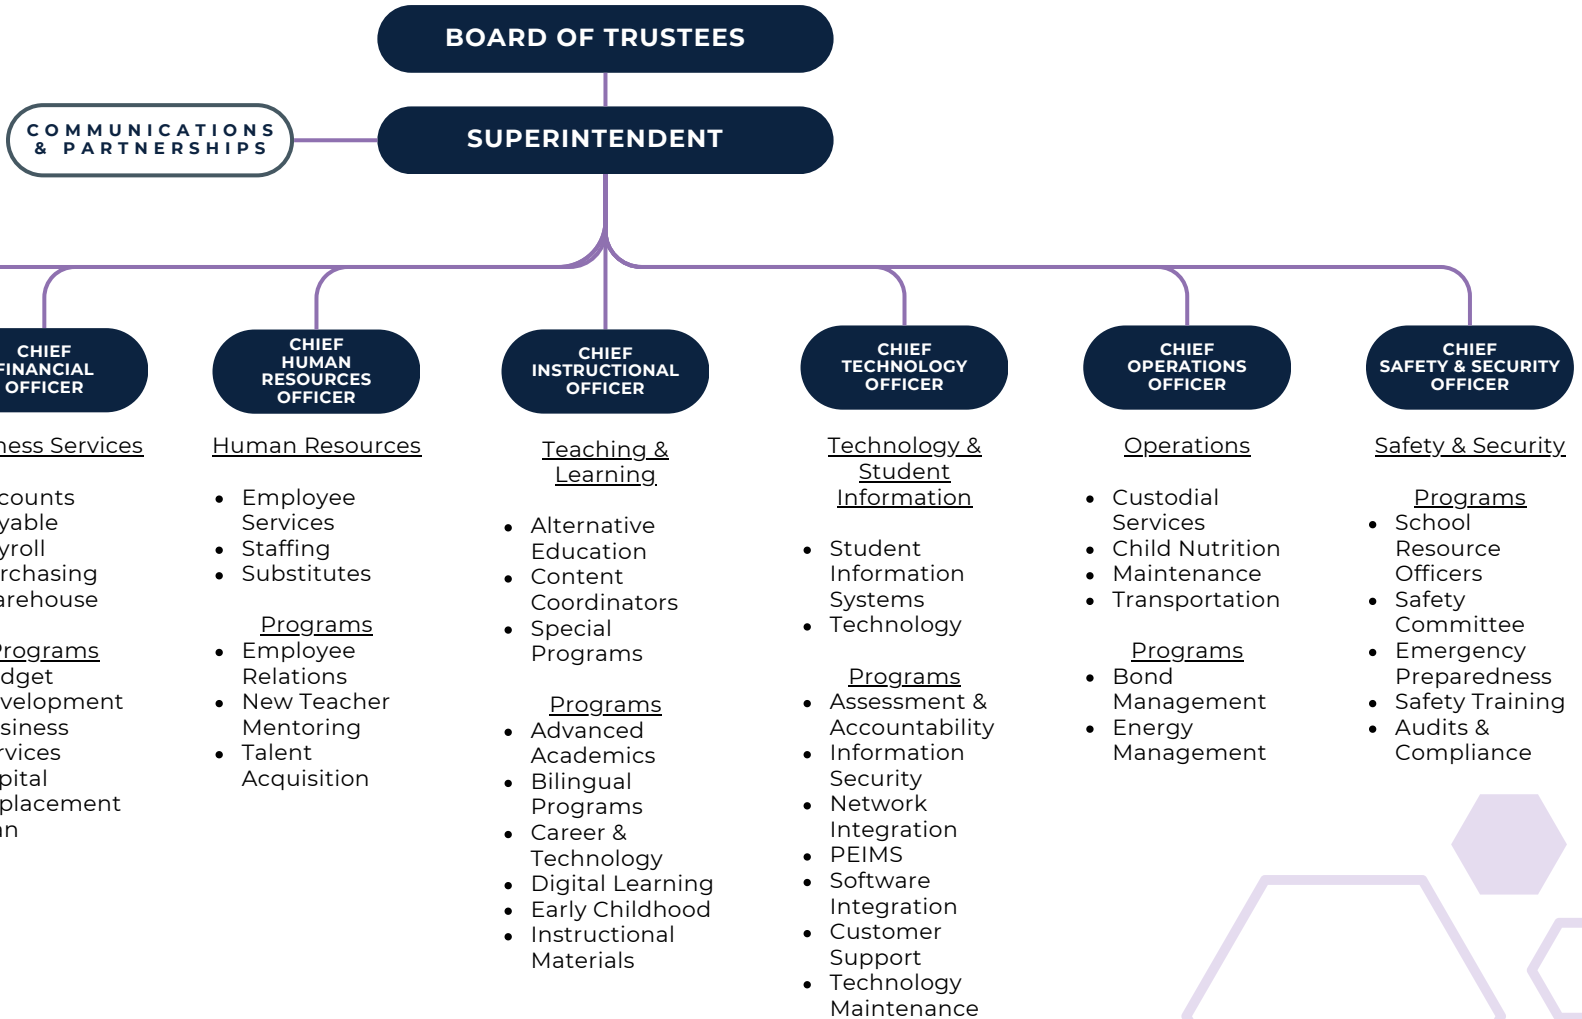 BOARD OF TRUSTEES
COMMUNICATIONS
& PARTNERSHIPS
SUPERINTENDENT
CHIEF
FINANCIAL
OFFICER
Services
Programs
CHIEF
HUMAN
RESOURCES
OFFICER
Human Resources
• Employee
Services
• Staffing
• Substitutes
Programs
• Employee
Relations
• New Teacher
Mentoring
• Talent
Acquisition
CHIEF
INSTRUCTIONAL
OFFICER
Teaching &
Learning
• Alternative
Education
• Content
Coordinators
• Special
Programs
Programs
• Advanced
Academics
• Bilingual
Programs
• Career &
Technology
• Digital Learning
• Early Childhood
• Instructional
Materials
CHIEF
TECHNOLOGY
OFFICER
Technology &
Student
Information
• Student
Information
Systems
• Technology
Programs
• Assessment &
Accountability
• Information
Security
• Network
Integration
• PEIMS
• Software
Integration
• Customer
Support
• Technology
Maintenance
CHIEF
OPERATIONS
OFFICER
Operations
• Custodial
Services
• Child Nutrition
• Maintenance
• Transportation
Programs
• Bond
Management
• Energy
Management
CHIEF
SAFETY & SECURITY
OFFICER
Safety & Security
Programs
• School
Resource
Officers
• Safety
Committee
• Emergency
Preparedness
• Safety Training
• Audits &
Compliance